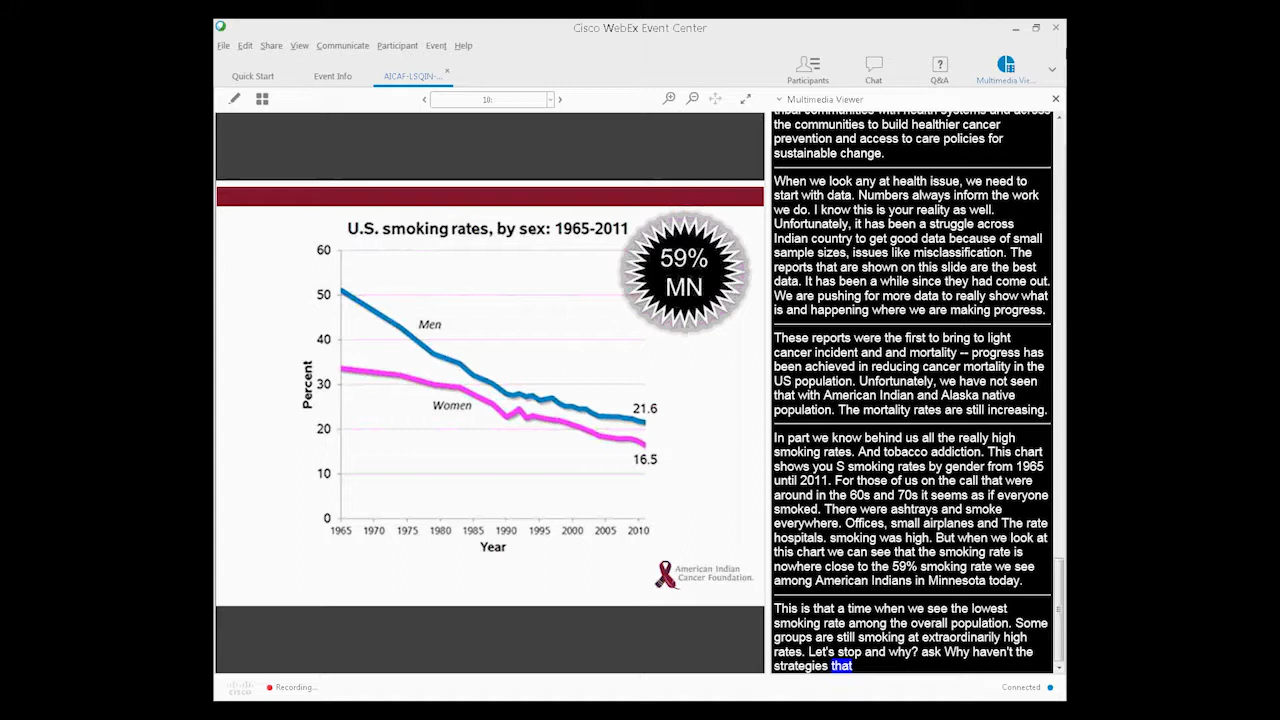 Cisco WebEx Event Center
File Edit Share View Communicate Participant Event Help
Quick Start Event Info AICAF-LSQIN-...
Participants Chat Q&A Multimedia Vie...
10:
Multimedia Viewer
U.S. smoking rates, by sex: 1965-2011
59%
MN
60
50
40
30
20
10
0
Percent
Men
Women
21.6
16.5
1965 1970 1975 1980 1985 1990 1995 2000 2005 2010
Year
American Indian
Cancer Foundation.
tribal communities with health systems and across
the communities to build healthier cancer
prevention and access to care policies for
sustainable change.
When we look any at health issue, we need to
start with data. Numbers always inform the work
we do. I know this is your reality as well.
Unfortunately, it has been a struggle across
Indian country to get good data because of small
sample sizes, issues like misclassification. The
reports that are shown on this slide are the best
data. It has been a while since they had come out.
We are pushing for more data to really show what
is and happening where we are making progress.
These reports were the first to bring to light
cancer incident and and mortality -- progress has
been achieved in reducing cancer mortality in the
US population. Unfortunately, we have not seen
that with American Indian and Alaska native
population. The mortality rates are still increasing.
In part we know behind us all the really high
smoking rates. And tobacco addiction. This chart
shows you S smoking rates by gender from 1965
until 2011. For those of us on the call that were
around in the 60s and 70s it seems as if everyone
smoked. There were ashtrays and smoke
everywhere. Offices, small airplanes and The rate
hospitals. smoking was high. But when we look at
this chart we can see that the smoking rate is
nowhere close to the 59% smoking rate we see
among American Indians in Minnesota today.
This is that a time when we see the lowest
smoking rate among the overall population. Some
groups are still smoking at extraordinarily high
rates. Let's stop and why? ask Why haven't the
strategies that
cisco
Recording...
Connected